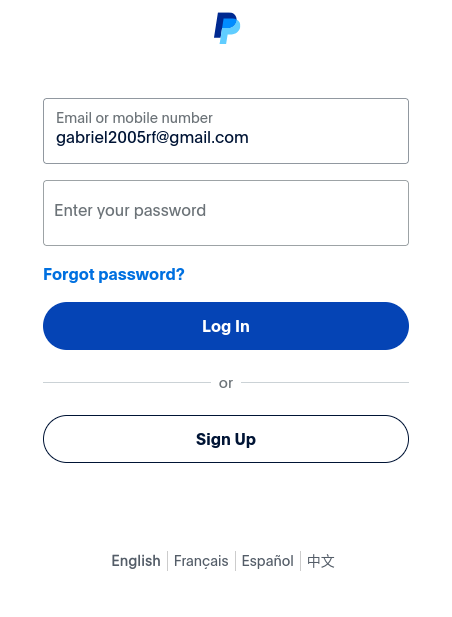 Email or mobile number
gabriel2005rf@gmail.com
Enter your password
Forgot password?
Log In
or
Sign Up
English Français Español 中文